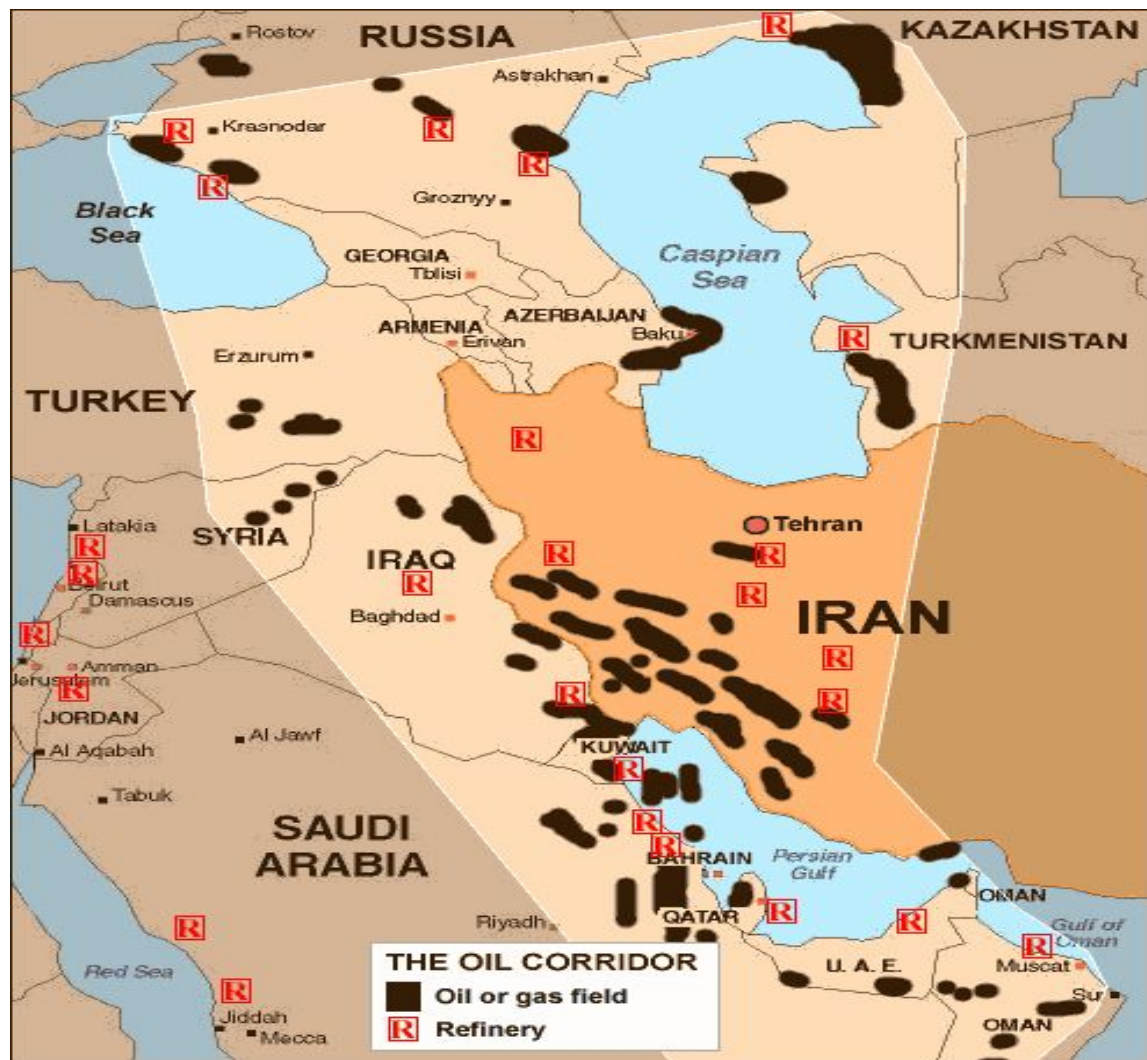 Rostov
RUSSIA
R
KAZAKHSTAN
Astrakhan
R
Krasnodar
R
R
R
Groznyy
Black
Sea
GEORGIA
Tblisi
Caspian
Sea
ARMENIA
AZERBAIJAN
Erivan
Baku
R
TURKMENISTAN
Erzurum
TURKEY
R
Tehran
Latakia
SYRIA
R
IRAQ
R
R
R
Beirut
R
R
Damascus
Baghdad
IRAN
R
Jerusalem
Amman
R
R
JORDAN
R
R
Al Aqabah
Al Jawf
KUWAIT
R
Tabuk
SAUDI
ARABIA
R
R
BAHRAIN
Persian
Gulf
OMAN
QATAR
R
R
R
Riyadh
Gulf of
Oman
R
Red Sea
U. A. E.
Muscat
Sur
R
Jiddah
Mecca
OMAN
THE OIL CORRIDOR
Oil or gas field
R Refinery